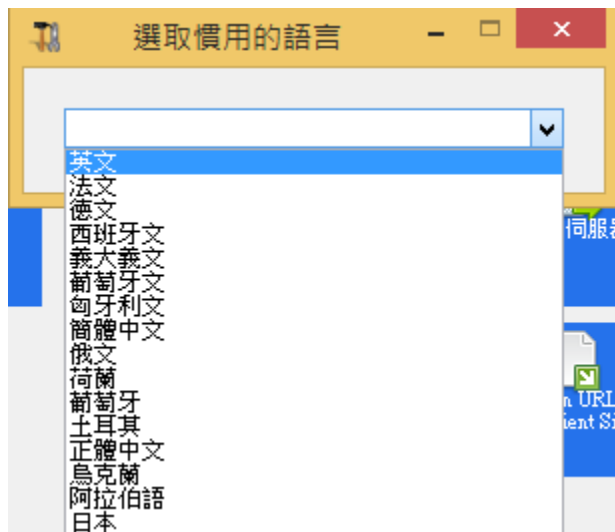 選取慣用的語言
英文
法文
德文
西班牙文
義大義文
葡萄牙文
匈牙利文
簡體中文
俄文
荷蘭
葡萄牙
土耳其
正體中文
烏克蘭
阿拉伯語
日本
伺服
n URL
ient Si